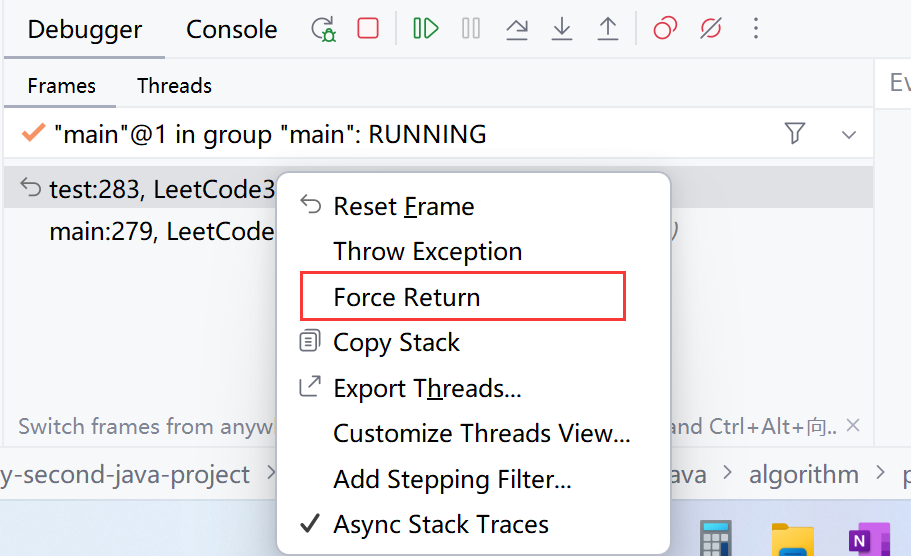 Debugger Console
Frames Threads
Ev
"main"@1 in group "main": RUNNING
test:283, LeetCode3
main:279, LeetCode )
Reset Frame
Throw Exception
Force Return
Copy Stack
Export Threads...
Customize Threads View...
Add Stepping Filter...
Async Stack Traces
Switch frames from anyw and Ctrl+Alt+向..
y-second-java-project ava algorithm p
N